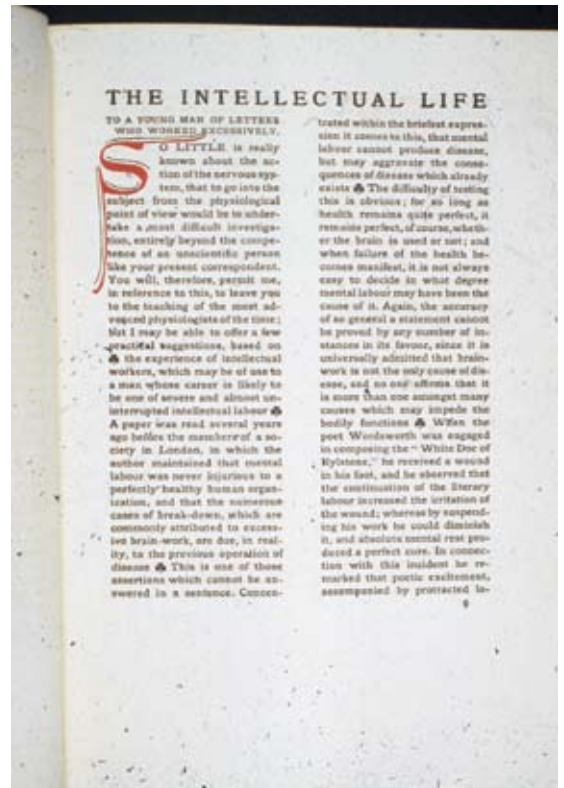 THE INTELLECTUAL LIFE
TO A YOUNG MAN OF LETTERS
WHO WORKED EXCESSIVELY.
SO LITTLE is really
known about the ac-
tion of the nervous sys-
tem, that to go into the
subject from the physiological
point of view would be to under-
take a most difficult investiga-
tion, entirely beyond the compe-
tence of an unscientific person
like your present correspondent.
You will, therefore, permit me,
in reference to this, to leave you
to the teaching of the most ad-
vanced physiologists of the time;
but I may be able to offer a few
practical suggestions, based on
☘ the experience of intellectual
workers, which may be of use to
a man whose career is likely to
be one of severe and almost un-
interrupted intellectual labour ☘
A paper was read several years
ago before the members of a so-
ciety in London, in which the
author maintained that mental
labour was never injurious to a
perfectly healthy human organ-
ization, and that the numerous
cases of break-down, which are
commonly attributed to exces-
sive brain-work, are due, in real-
ity, to the previous operation of
disease ☘ This is one of those
assertions which cannot be an-
swered in a sentence. Concen-
trated within the briefest expres-
sion it comes to this, that mental
labour cannot produce disease,
but may aggravate the conse-
quences of disease which already
exists ☘ The difficulty of testing
this is obvious; for so long as
health remains quite perfect, it
remains perfect, of course, wheth-
er the brain is used or not; and
when failure of the health be-
comes manifest, it is not always
easy to decide in what degree
mental labour may have been the
cause of it. Again, the accuracy
of so general a statement cannot
be proved by any number of in-
stances in its favour, since it is
universally admitted that brain-
work is not the only cause of dis-
ease, and no one affirms that it
is more than one amongst many
causes which may impede the
bodily functions ☘ When the
poet Wordsworth was engaged
in composing the "White Doe of
Rylstone," he received a wound
in his foot, and he observed that
the continuation of the literary
labour increased the irritation of
the wound; whereas by suspend-
ing his work he could diminish
it, and absolute mental rest pro-
duced a perfect cure. In connec-
tion with this incident he re-
marked that poetic excitement,
accompanied by protracted la-
9